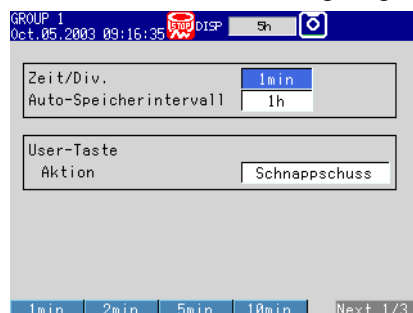 GROUP 1
Oct.05.2003 09:16:35 STOP DISP 5h
Zeit/Div. 1min
Auto-Speicherintervall 1h
User-Taste
Aktion Schnappschuss
1min 2min 5min 10min Next 1/3